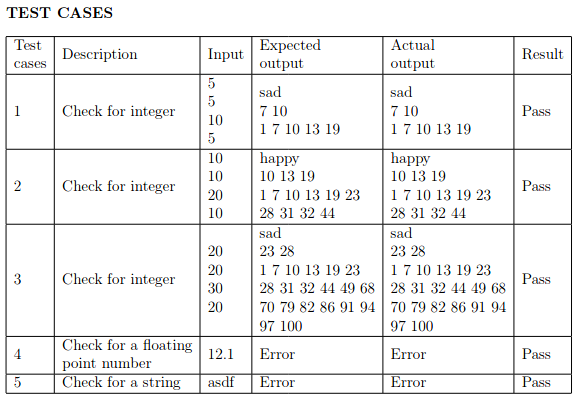 TEST CASES
Test cases Description Input Expected output Actual output Result
1 Check for integer 5 5 10 5 sad 7 10 1 7 10 13 19 sad 7 10 1 7 10 13 19 Pass
2 Check for integer 10 10 20 10 happy 10 13 19 1 7 10 13 19 23 28 31 32 44 happy 10 13 19 1 7 10 13 19 23 28 31 32 44 Pass
3 Check for integer 20 20 30 20 sad 23 28 1 7 10 13 19 23 28 31 32 44 49 68 70 79 82 86 91 94 97 100 sad 23 28 1 7 10 13 19 23 28 31 32 44 49 68 70 79 82 86 91 94 97 100 Pass
4 Check for a floating point number 12.1 Error Error Pass
5 Check for a string asdf Error Error Pass